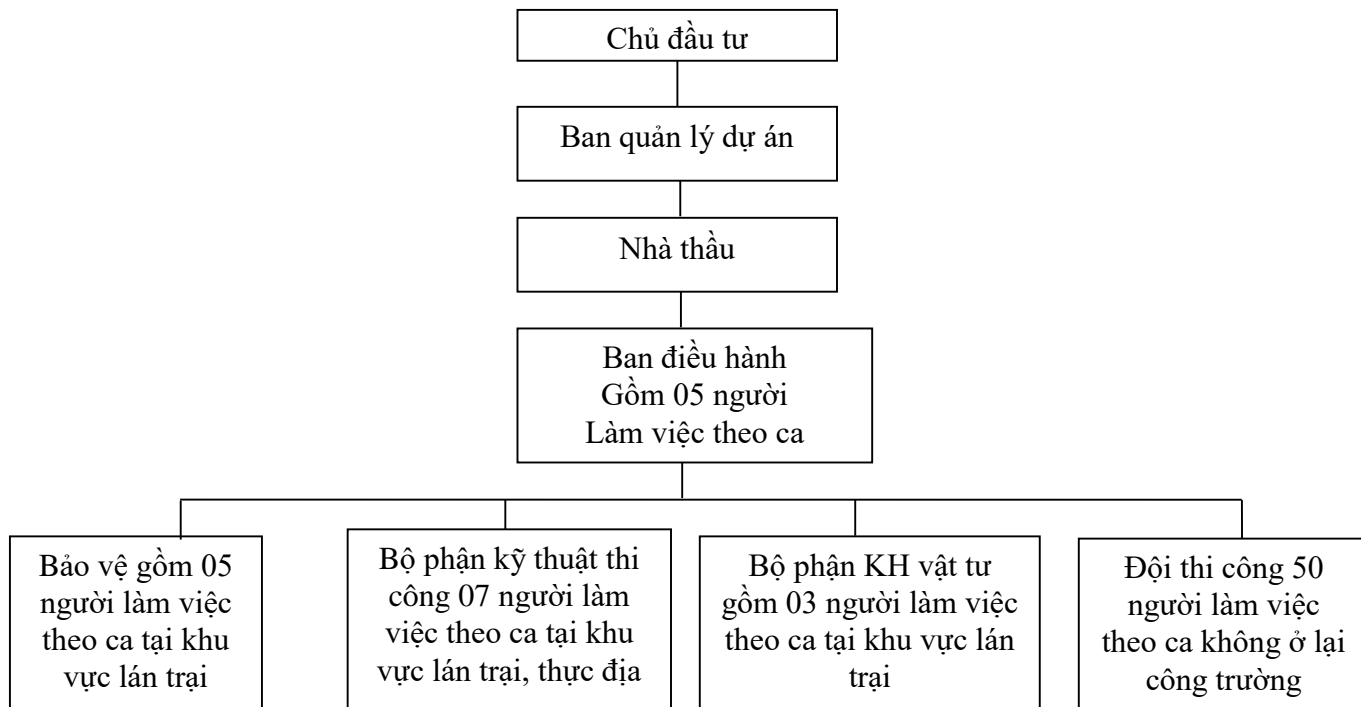 Chủ đầu tư
Ban quản lý dự án
Nhà thầu
Ban điều hành
Gồm 05 người
Làm việc theo ca
Bảo vệ gồm 05
người làm việc
theo ca tại khu
vực lán trại
Bộ phận kỹ thuật thi
công 07 người làm
việc theo ca tại khu
vực lán trại, thực địa
Bộ phận KH vật tư
gồm 03 người làm việc
theo ca tại khu vực lán
trại
Đội thi công 50
người làm việc
theo ca không ở lại
công trường